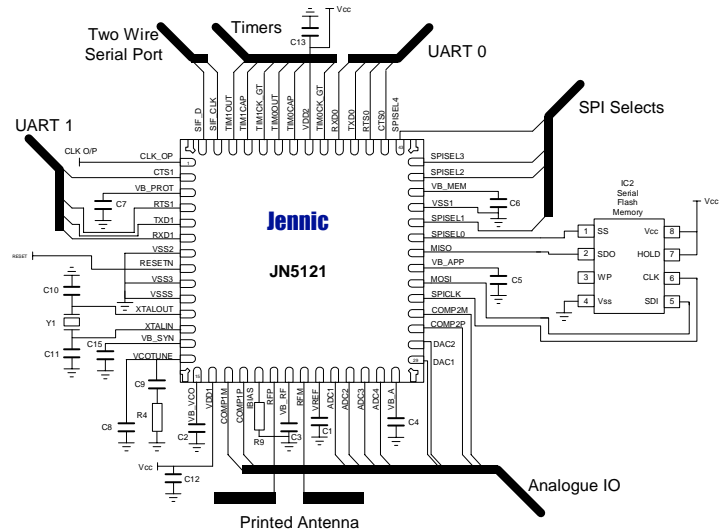 Two Wire
Serial Port
Timers
Vcc
C13
UART 0
SPI Selects
UART 1
SIF_D
SIF_CLK
TIM1OUT
TIM1CAP
TIM1CK_GT
TIM0OUT
TIM0CAP
VDD2
TIM0CK_GT
RXD0
TXD0
RTS0
CTS0
SPISEL4
CLK O/P
CLK_OP
1
CTS1
VB_PROT
C7
RTS1
TXD1
RXD1
VSS2
RESET
RESETN
VSS3
VSSS
C10
XTALOUT
Y1
XTALIN
C11
C15
VB_SYN
VCOTUNE
C9
R4
C8
Jennic
JN5121
SPISEL3
SPISEL2
VB_MEM
C6
VSS1
SPISEL1
SPISEL0
MISO
VB_APP
C5
MOSI
SPICLK
COMP2M
COMP2P
DAC2
29
DAC1
IC2
Serial
Flash
Memory
Vcc
1 SS Vcc 8
2 SDO HOLD 7
3 WP CLK 6
4 Vss SDI 5
VB_VCO
VDD1
COMP1M
COMP1P
IBIAS
RFP
VB_RF
RFM
VREF
ADC1
ADC2
ADC3
ADC4
VB_A
C2
R9
C3
C1
C4
Vcc
C12
Analogue IO
Printed Antenna